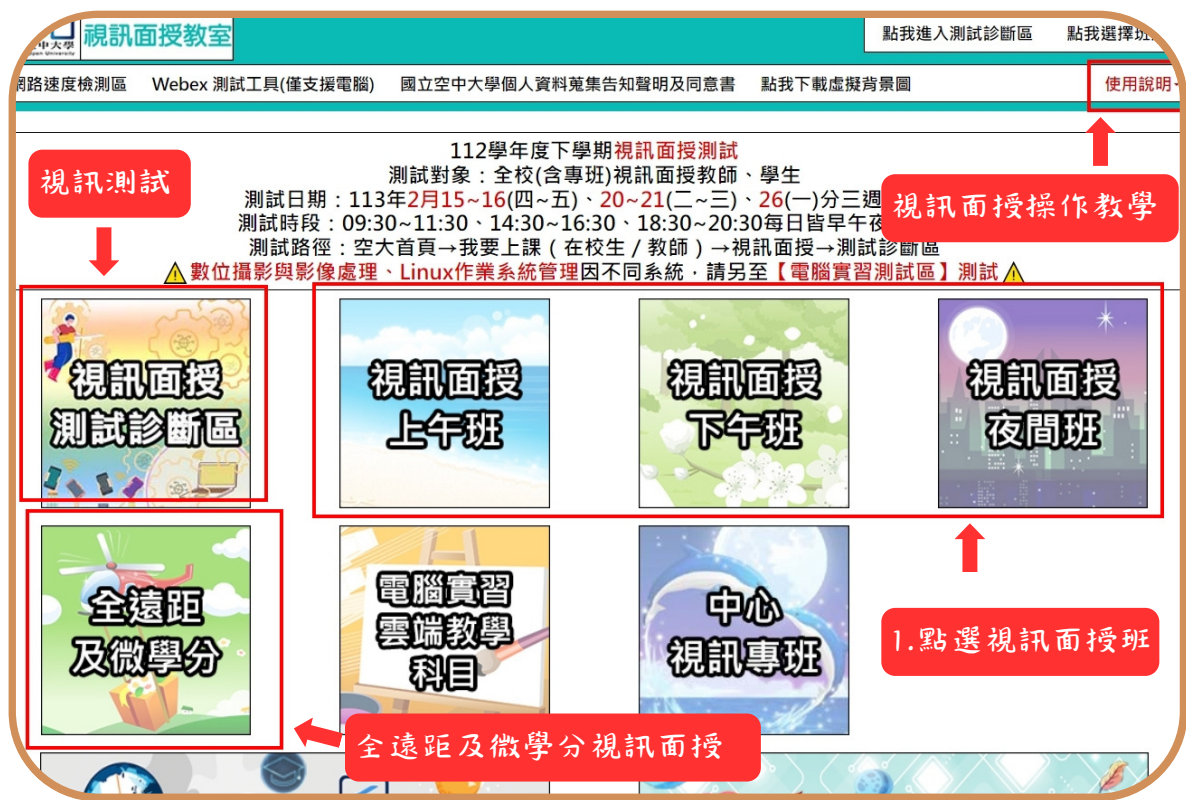 視訊面授教室
中大學
點我進入測試診斷區 點我選擇班
網路速度檢測區 Webex 測試工具(僅支援電腦) 國立空中大學個人資料蒐集告知聲明及同意書 點我下載虛擬背景圖 使用說明
112學年度下學期視訊面授測試
測試對象：全校(含專班)視訊面授教師、學生
測試日期：113年2月15~16(四~五)、20~21(二~三)、26(一)分三週
測試時段：09:30~11:30、14:30~16:30、18:30~20:30每日皆早午夜
測試路徑：空大首頁→我要上課（在校生／教師）→視訊面授→測試診斷區
數位攝影與影像處理、Linux作業系統管理因不同系統，請另至【電腦實習測試區】測試
視訊測試
視訊面授操作教學
視訊面授
測試診斷區
視訊面授
上午班
視訊面授
下午班
視訊面授
夜間班
全遠距
及微學分
電腦實習
雲端教學
科目
中心
視訊專班
1.點選視訊面授班
全遠距及微學分視訊面授